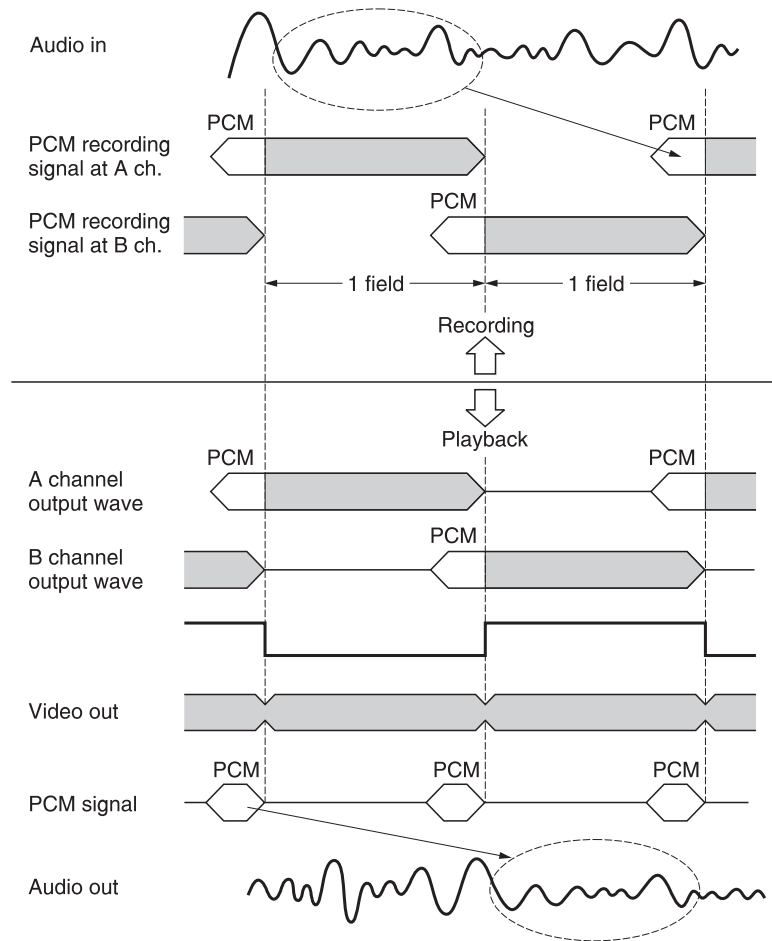 Audio in
PCM
PCM
PCM recording
signal at A ch.
PCM
PCM recording
signal at B ch.
1 field
1 field
Recording
Playback
PCM
PCM
A channel
output wave
PCM
B channel
output wave
Video out
PCM
PCM
PCM
PCM signal
Audio out